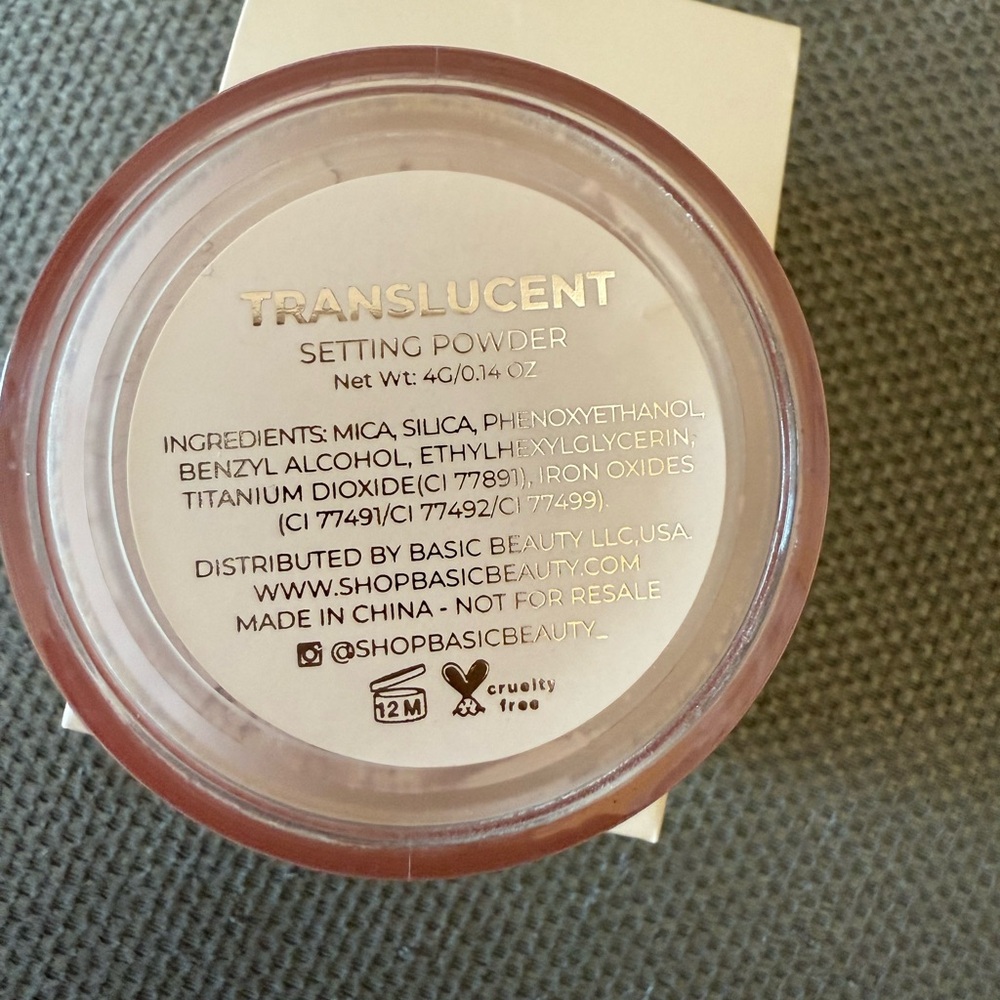 TRANSLUCENT
SETTING POWDER
Net Wt: 4G/0.14 OZ
INGREDIENTS: MICA, SILICA, PHENOXYETHANOL,
BENZYL ALCOHOL, ETHYLHEXYLGLYCERIN,
TITANIUM DIOXIDE(CI 77891), IRON OXIDES
(CI 77491/CI 77492/CI 77499).
DISTRIBUTED BY BASIC BEAUTY LLC,USA.
WWW.SHOPBASICBEAUTY.COM
MADE IN CHINA - NOT FOR RESALE
@SHOPBASICBEAUTY_
12 M
cruelty
free